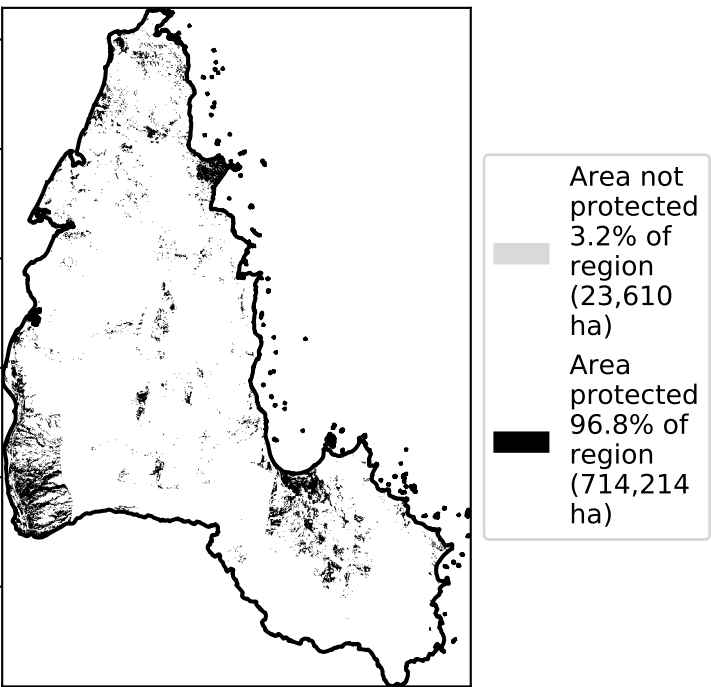 Area not
protected
3.2% of
region
(23,610
ha)
Area
protected
96.8% of
region
(714,214
ha)